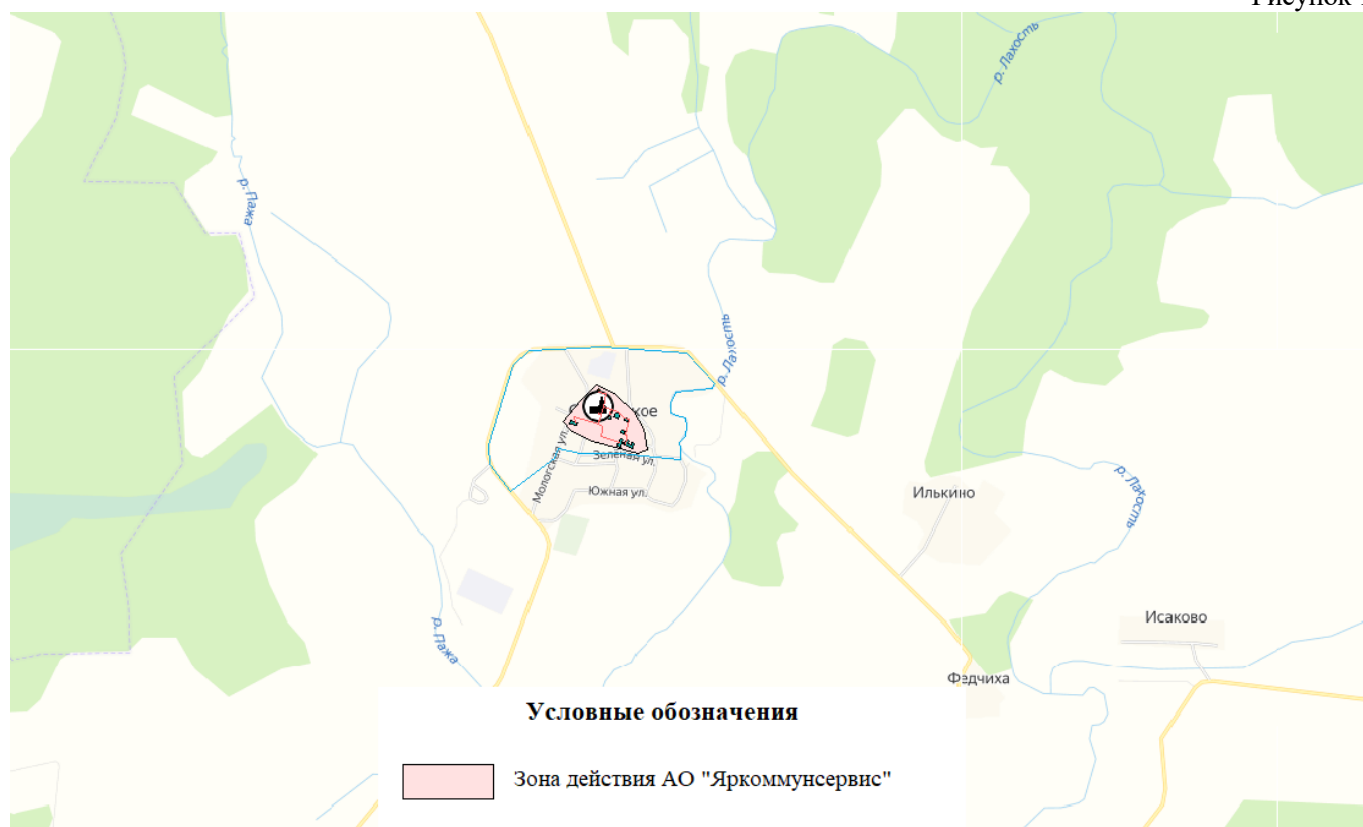 Рисунок
р. Лахость
р. Пажа
р. Лахость
Мологская ул.
Зелёная ул.
Южная ул.
Илькино
р. Лахость
Исаково
р. Пажа
Федчиха
Условные обозначения
Зона действия АО "Яркоммунсервис"